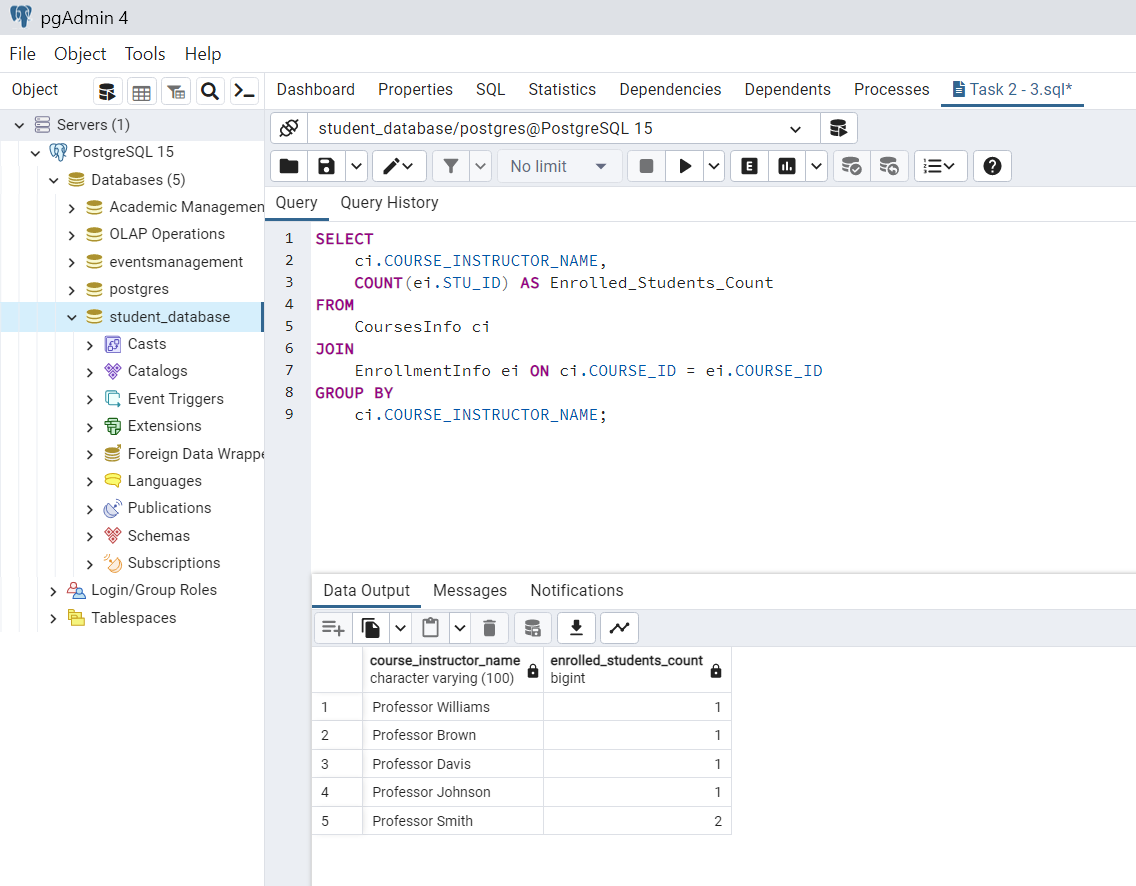 pgAdmin 4
File Object Tools Help
Object
Dashboard Properties SQL Statistics Dependencies Dependents Processes Task 2 - 3.sql*
Servers (1)
PostgreSQL 15
Databases (5)
Academic Managemen
OLAP Operations
eventsmanagement
postgres
student_database
Casts
Catalogs
Event Triggers
Extensions
Foreign Data Wrappe
Languages
Publications
Schemas
Subscriptions
Login/Group Roles
Tablespaces
student_database/postgres@PostgreSQL 15
No limit E
Query Query History
1 SELECT
2 ci.COURSE_INSTRUCTOR_NAME,
3 COUNT(ei.STU_ID) AS Enrolled_Students_Count
4 FROM
5 CoursesInfo ci
6 JOIN
7 EnrollmentInfo ei ON ci.COURSE_ID = ei.COURSE_ID
8 GROUP BY
9 ci.COURSE_INSTRUCTOR_NAME;
Data Output Messages Notifications
course_instructor_name enrolled_students_count
character varying (100) bigint
1 Professor Williams 1
2 Professor Brown 1
3 Professor Davis 1
4 Professor Johnson 1
5 Professor Smith 2